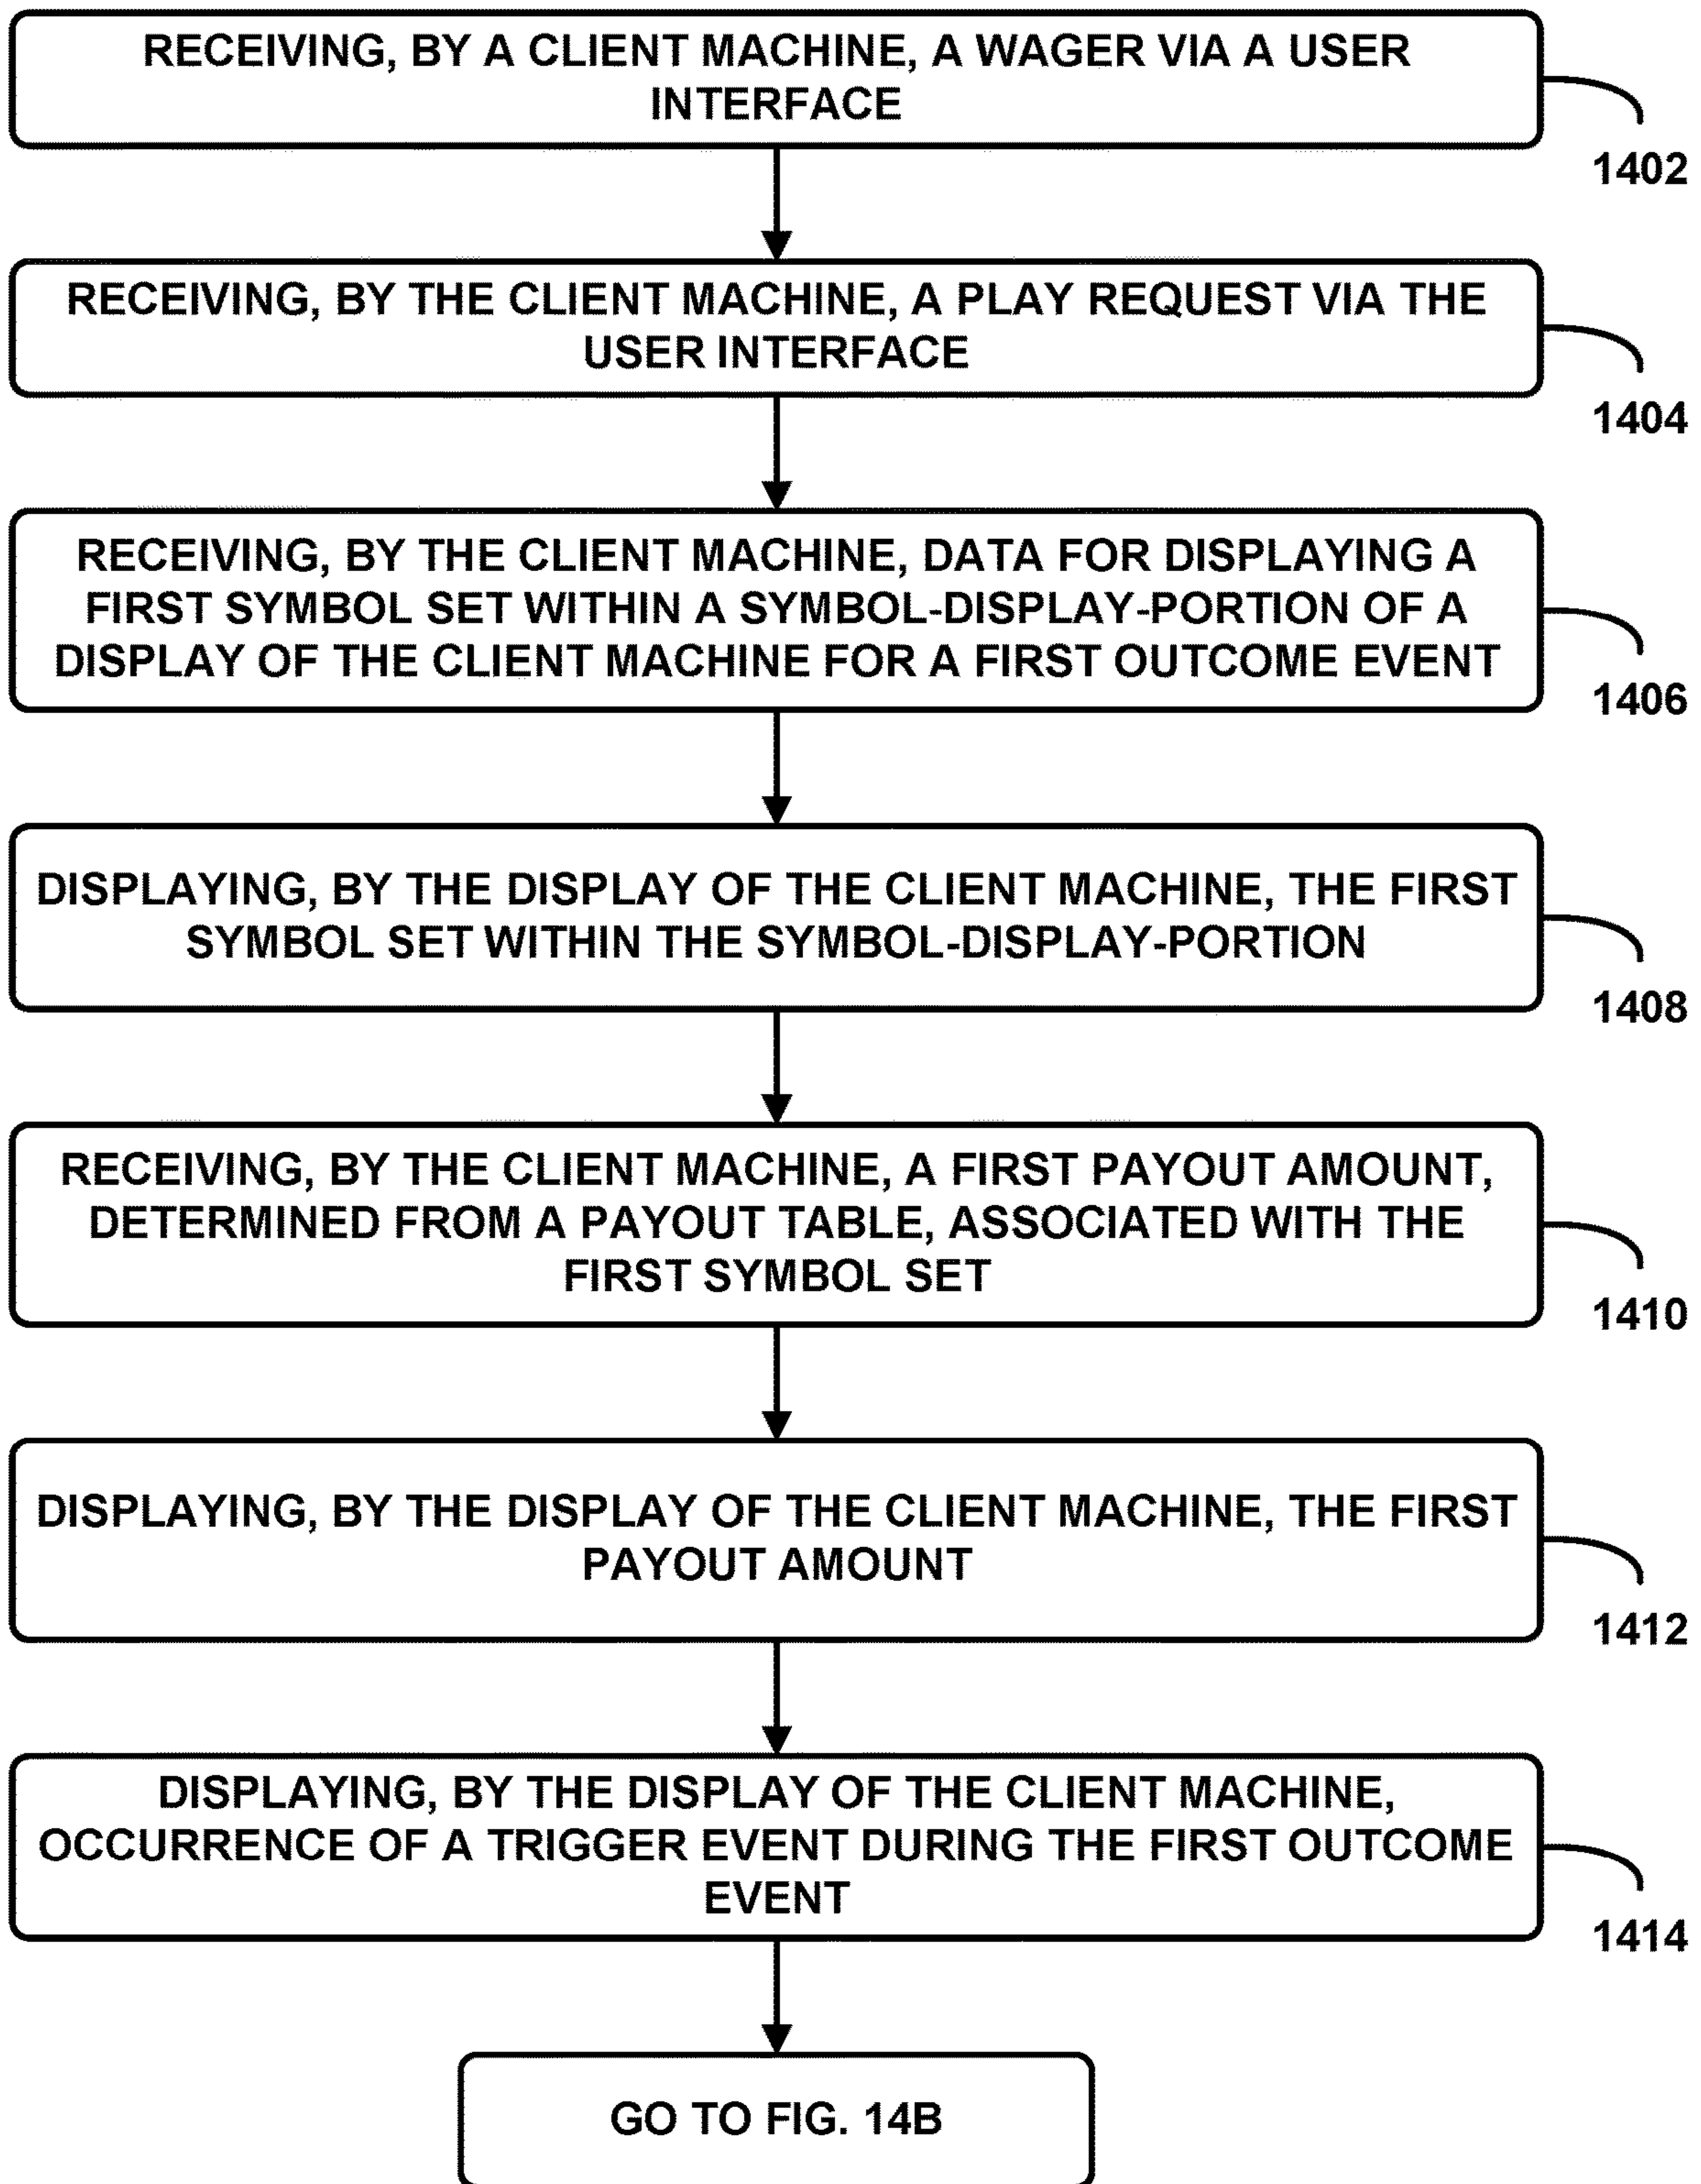 RECEIVING, BY A CLIENT MACHINE, A WAGER VIA A USER
INTERFACE
1402
RECEIVING, BY THE CLIENT MACHINE, A PLAY REQUEST VIA THE
USER INTERFACE
1404
RECEIVING, BY THE CLIENT MACHINE, DATA FOR DISPLAYING A
FIRST SYMBOL SET WITHIN A SYMBOL-DISPLAY-PORTION OF A
DISPLAY OF THE CLIENT MACHINE FOR A FIRST OUTCOME EVENT
1406
DISPLAYING, BY THE DISPLAY OF THE CLIENT MACHINE, THE FIRST
SYMBOL SET WITHIN THE SYMBOL-DISPLAY-PORTION
1408
RECEIVING, BY THE CLIENT MACHINE, A FIRST PAYOUT AMOUNT,
DETERMINED FROM A PAYOUT TABLE, ASSOCIATED WITH THE
FIRST SYMBOL SET
1410
DISPLAYING, BY THE DISPLAY OF THE CLIENT MACHINE, THE FIRST
PAYOUT AMOUNT
1412
DISPLAYING, BY THE DISPLAY OF THE CLIENT MACHINE,
OCCURRENCE OF A TRIGGER EVENT DURING THE FIRST OUTCOME
EVENT
1414
GO TO FIG. 14B